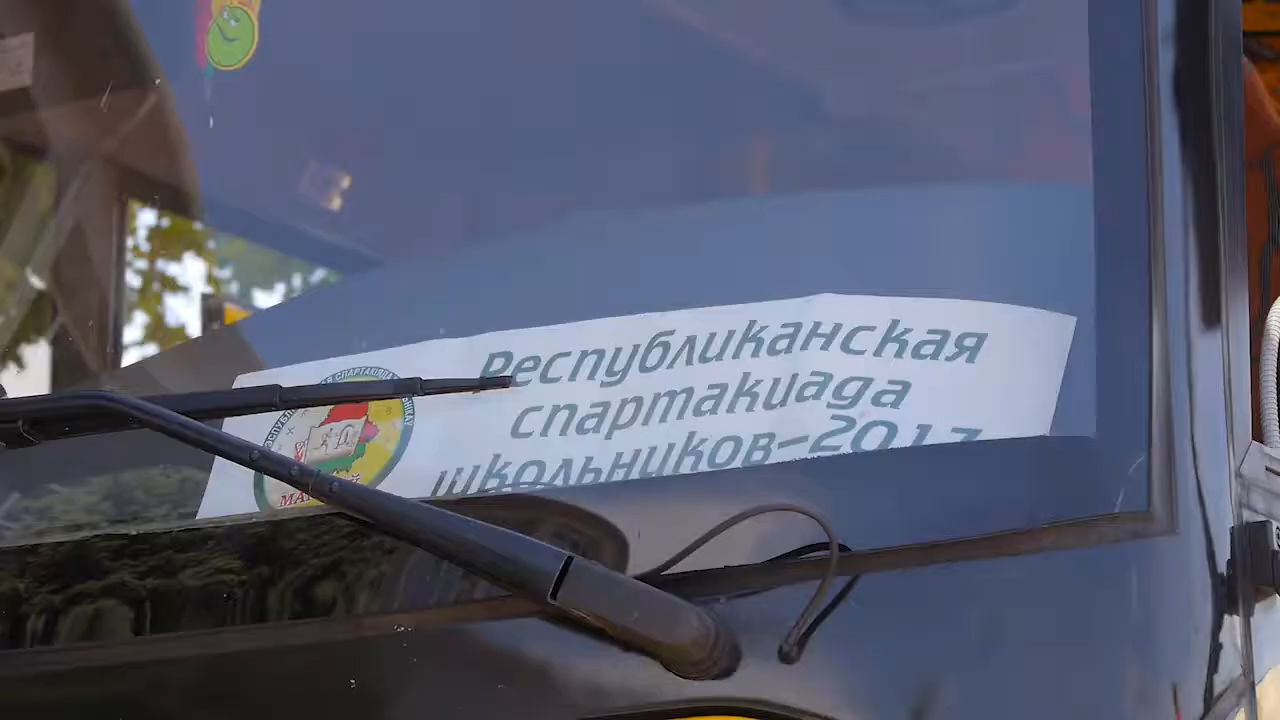 Республиканская
спартакиада
школьников-2017